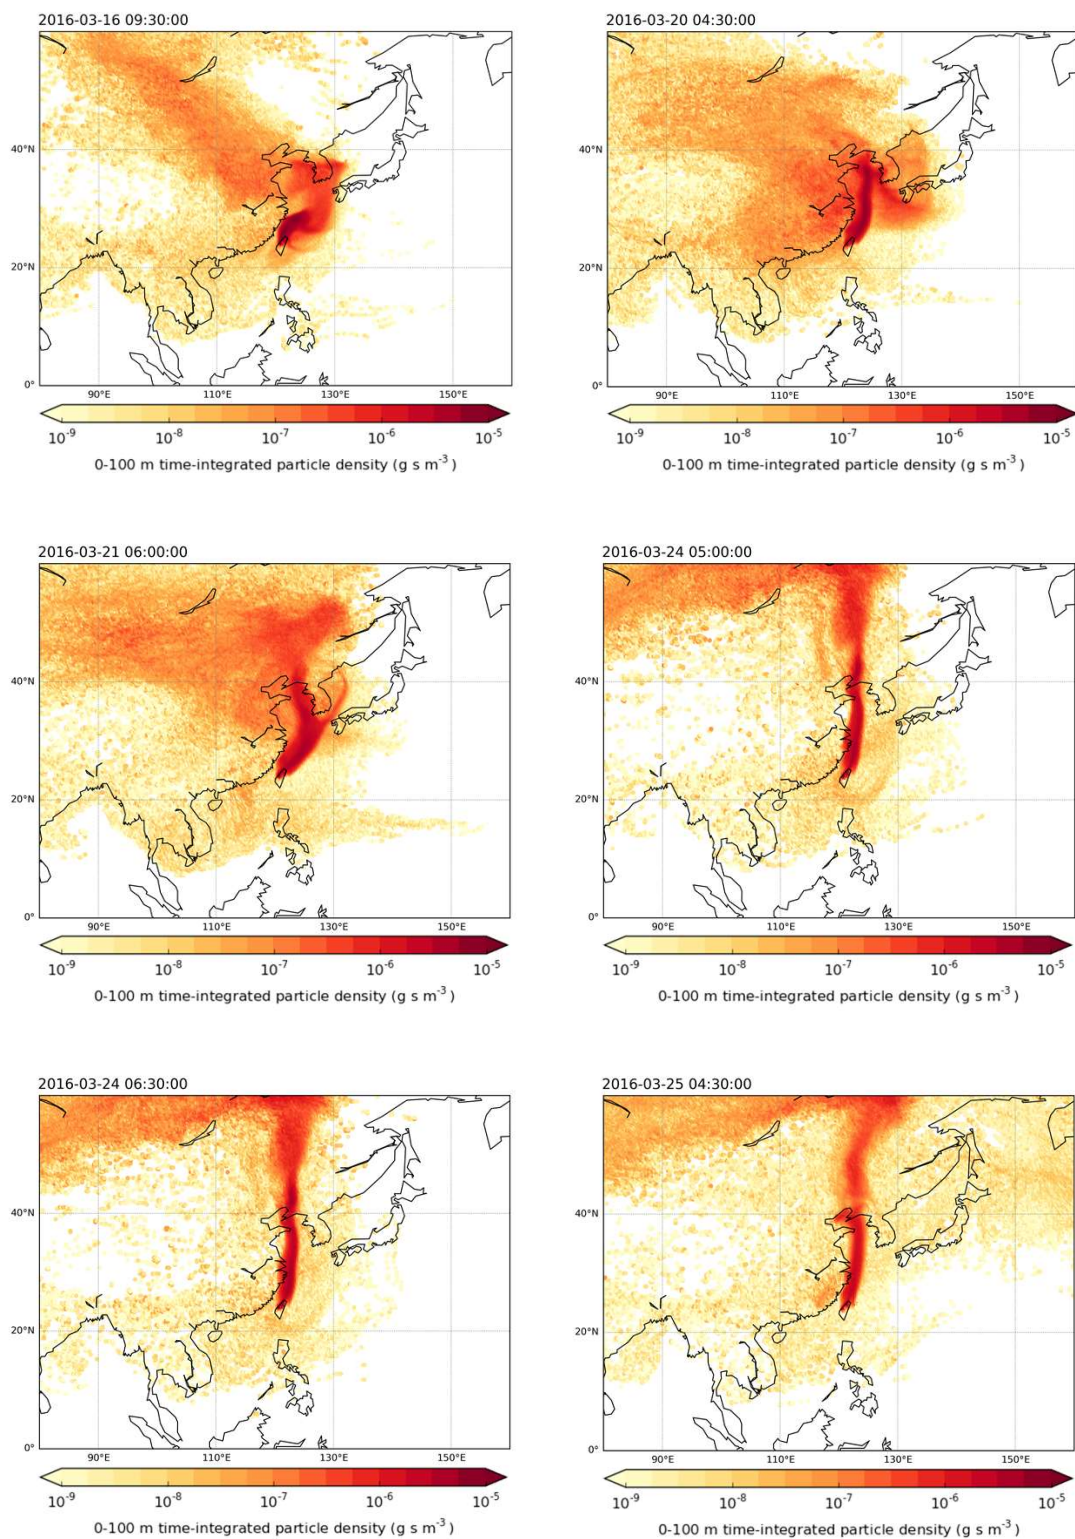 2016-03-16 09:30:00
40°N
20°N
0°
90°E 110°E 130°E 150°E
10⁻⁹ 10⁻⁸ 10⁻⁷ 10⁻⁶ 10⁻⁵
0-100 m time-integrated particle density (g s m⁻³ )
2016-03-20 04:30:00
40°N
20°N
0°
110°E 130°E 150°E
10⁻⁹ 10⁻⁸ 10⁻⁷ 10⁻⁶ 10⁻⁵
0-100 m time-integrated particle density (g s m⁻³ )
2016-03-21 06:00:00
40°N
20°N
0°
90°E 110°E 130°E 150°E
10⁻⁹ 10⁻⁸ 10⁻⁷ 10⁻⁶ 10⁻⁵
0-100 m time-integrated particle density (g s m⁻³ )
2016-03-24 05:00:00
40°N
20°N
0°
90°E 110°E 130°E 150°E
10⁻⁹ 10⁻⁸ 10⁻⁷ 10⁻⁶ 10⁻⁵
0-100 m time-integrated particle density (g s m⁻³ )
2016-03-24 06:30:00
40°N
20°N
0°
90°E 110°E 130°E 150°E
10⁻⁹ 10⁻⁸ 10⁻⁷ 10⁻⁶ 10⁻⁵
0-100 m time-integrated particle density (g s m⁻³ )
2016-03-25 04:30:00
40°N
20°N
0°
90°E 110°E 130°E 150°E
10⁻⁹ 10⁻⁸ 10⁻⁷ 10⁻⁶ 10⁻⁵
0-100 m time-integrated particle density (g s m⁻³ )